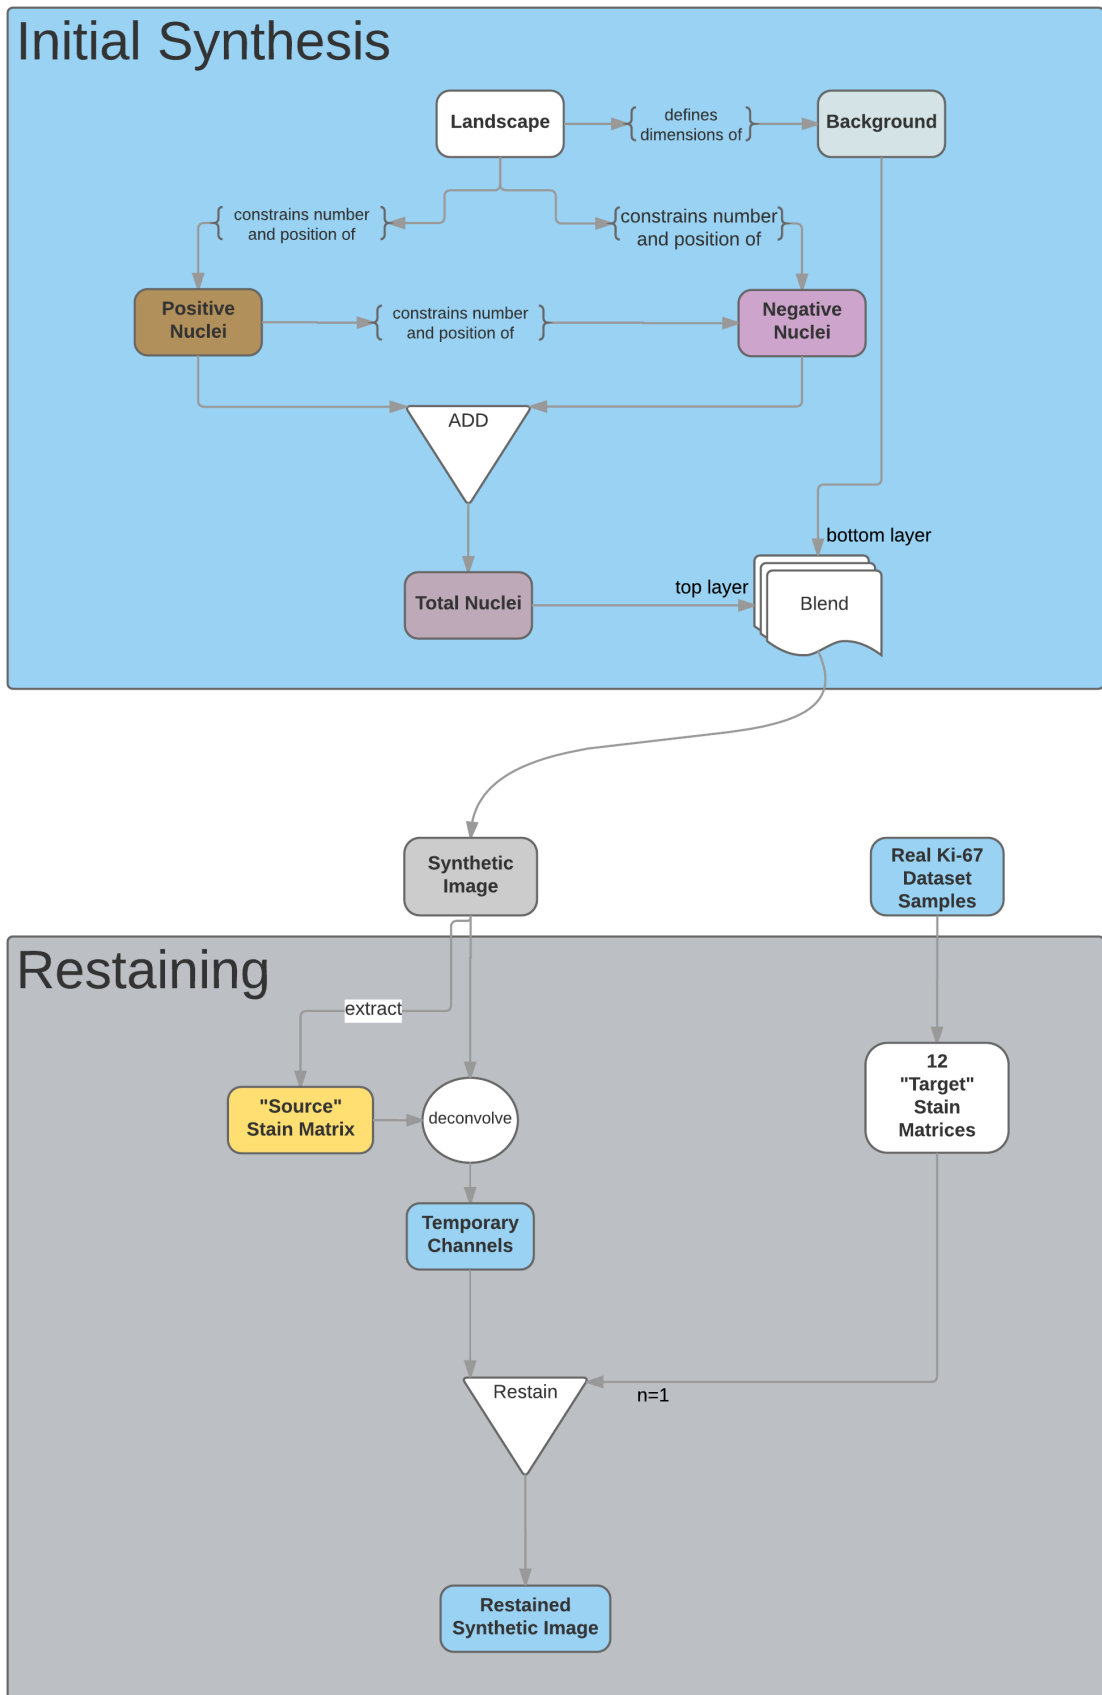 Initial Synthesis
Landscape
defines
dimensions of
Background
constrains number
and position of
constrains number
and position of
Positive
Nuclei
constrains number
and position of
Negative
Nuclei
ADD
bottom layer
top layer
Total Nuclei
Blend
Synthetic
Image
Real Ki-67
Dataset
Samples
Restaining
extract
12
"Target"
Stain
Matrices
"Source"
Stain Matrix
deconvolve
Temporary
Channels
Restain
n=1
Restained
Synthetic Image